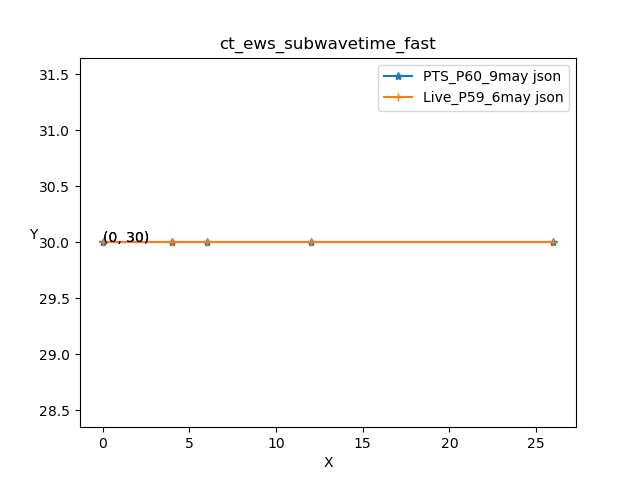 ct_ews_subwavetime_fast
PTS_P60_9may json
Live_P59_6may json
31.5
31.0
30.5
Y
30.0
(0, 30)
29.5
29.0
28.5
0 5 10 15 20 25
X